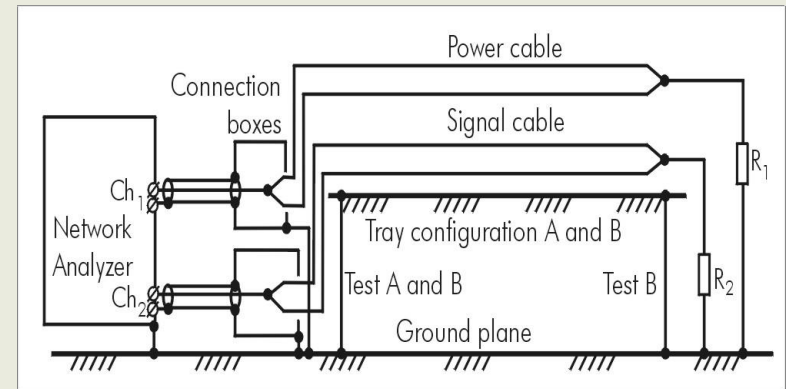 Power cable
Connection
boxes
Signal cable
Ch1
R1
Network
Analyzer
Tray configuration A and B
Ch2
Test A and B
Test B
R2
Ground plane